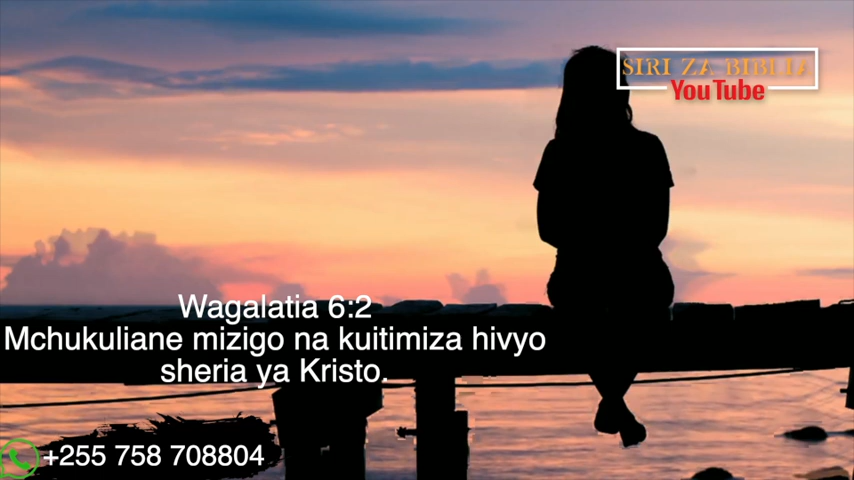 SIRI ZA BIBLIA
YouTube
Wagalatia 6:2
Mchukuliane mizigo na kuitimiza hivyo
sheria ya Kristo.
+255 758 708804